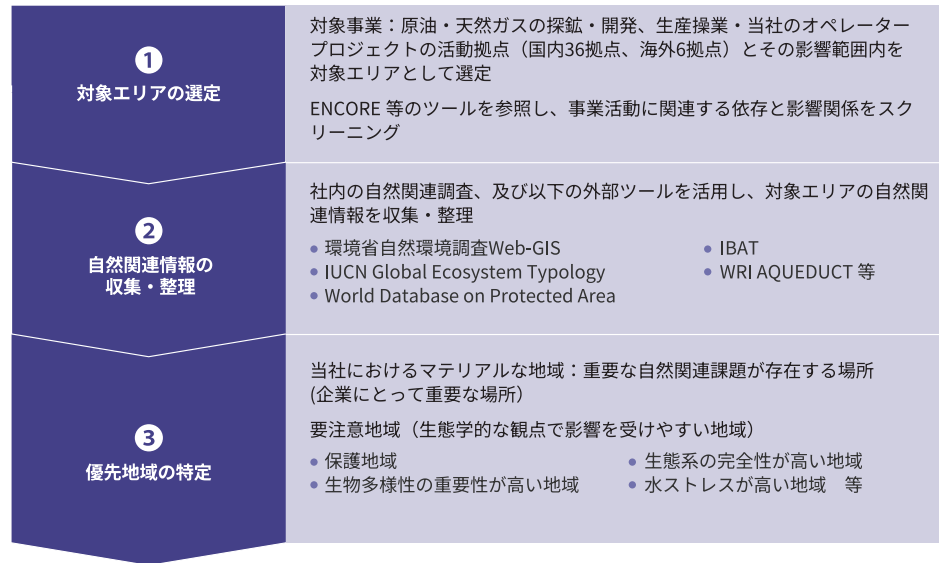 1
対象エリアの選定
対象事業：原油・天然ガスの探鉱・開発、生産操業・当社のオペレーター
プロジェクトの活動拠点（国内36拠点、海外6拠点）とその影響範囲内を
対象エリアとして選定
ENCORE 等のツールを参照し、事業活動に関連する依存と影響関係をスク
リーニング
2
自然関連情報の
収集・整理
社内の自然関連調査、及び以下の外部ツールを活用し、対象エリアの自然関
連情報を収集・整理
• 環境省自然環境調査Web-GIS
• IUCN Global Ecosystem Typology
• World Database on Protected Area
• IBAT
• WRI AQUEDUCT 等
3
優先地域の特定
当社におけるマテリアルな地域：重要な自然関連課題が存在する場所
(企業にとって重要な場所）
要注意地域（生態学的な観点で影響を受けやすい地域）
• 保護地域
• 生物多様性の重要性が高い地域
• 生態系の完全性が高い地域
• 水ストレスが高い地域　等